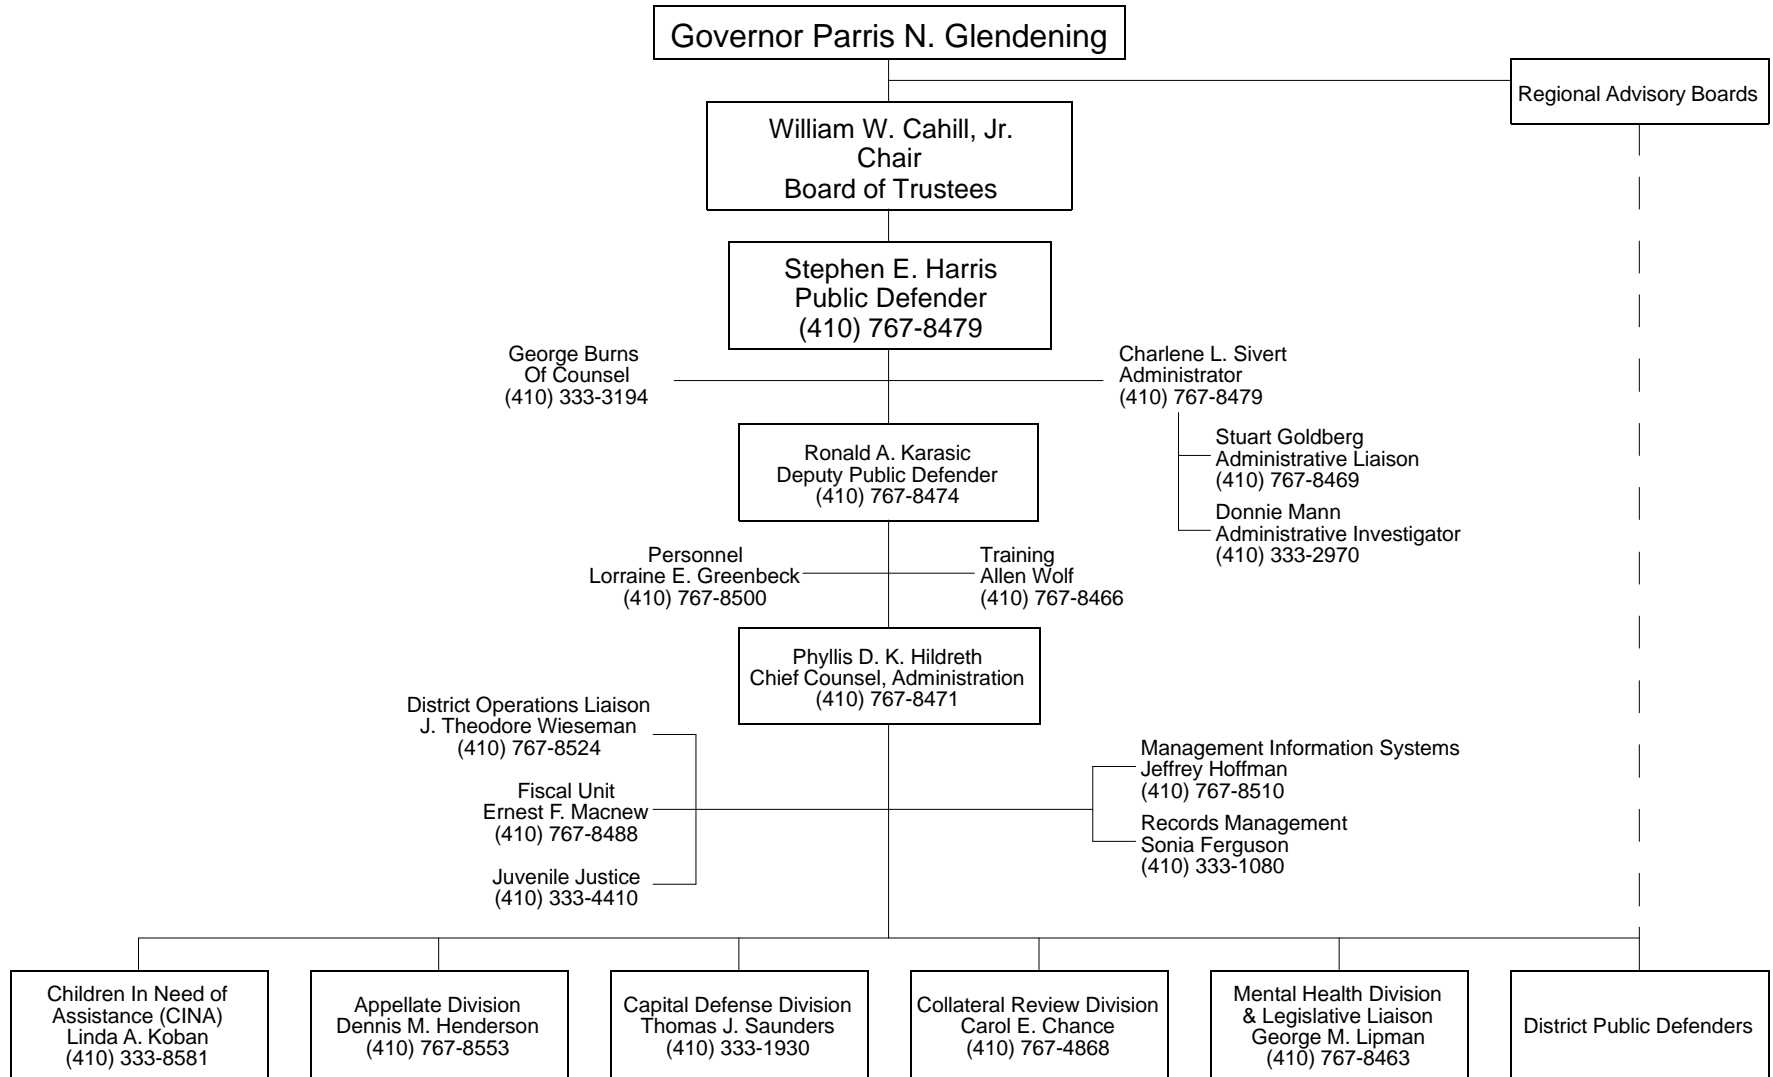 Governor Parris N. Glendening
Regional Advisory Boards
William W. Cahill, Jr.
Chair
Board of Trustees
Stephen E. Harris
Public Defender
(410) 767-8479
George Burns
Of Counsel
(410) 333-3194
Charlene L. Sivert
Administrator
(410) 767-8479
Stuart Goldberg
Administrative Liaison
(410) 767-8469
Donnie Mann
Administrative Investigator
(410) 333-2970
Ronald A. Karasic
Deputy Public Defender
(410) 767-8474
Personnel
Lorraine E. Greenbeck
(410) 767-8500
Training
Allen Wolf
(410) 767-8466
Phyllis D. K. Hildreth
Chief Counsel, Administration
(410) 767-8471
District Operations Liaison
J. Theodore Wieseman
(410) 767-8524
Fiscal Unit
Ernest F. Macnew
(410) 767-8488
Juvenile Justice
(410) 333-4410
Management Information Systems
Jeffrey Hoffman
(410) 767-8510
Records Management
Sonia Ferguson
(410) 333-1080
Children In Need of
Assistance (CINA)
Linda A. Koban
(410) 333-8581
Appellate Division
Dennis M. Henderson
(410) 767-8553
Capital Defense Division
Thomas J. Saunders
(410) 333-1930
Collateral Review Division
Carol E. Chance
(410) 767-4868
Mental Health Division
& Legislative Liaison
George M. Lipman
(410) 767-8463
District Public Defenders